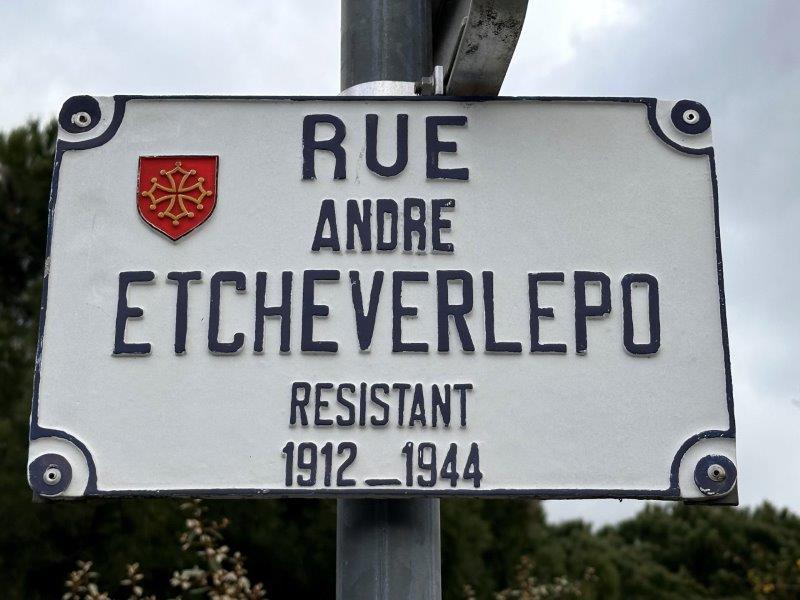 RUE
ANDRE
ETCHEVERLEPO
RESISTANT
1912_1944